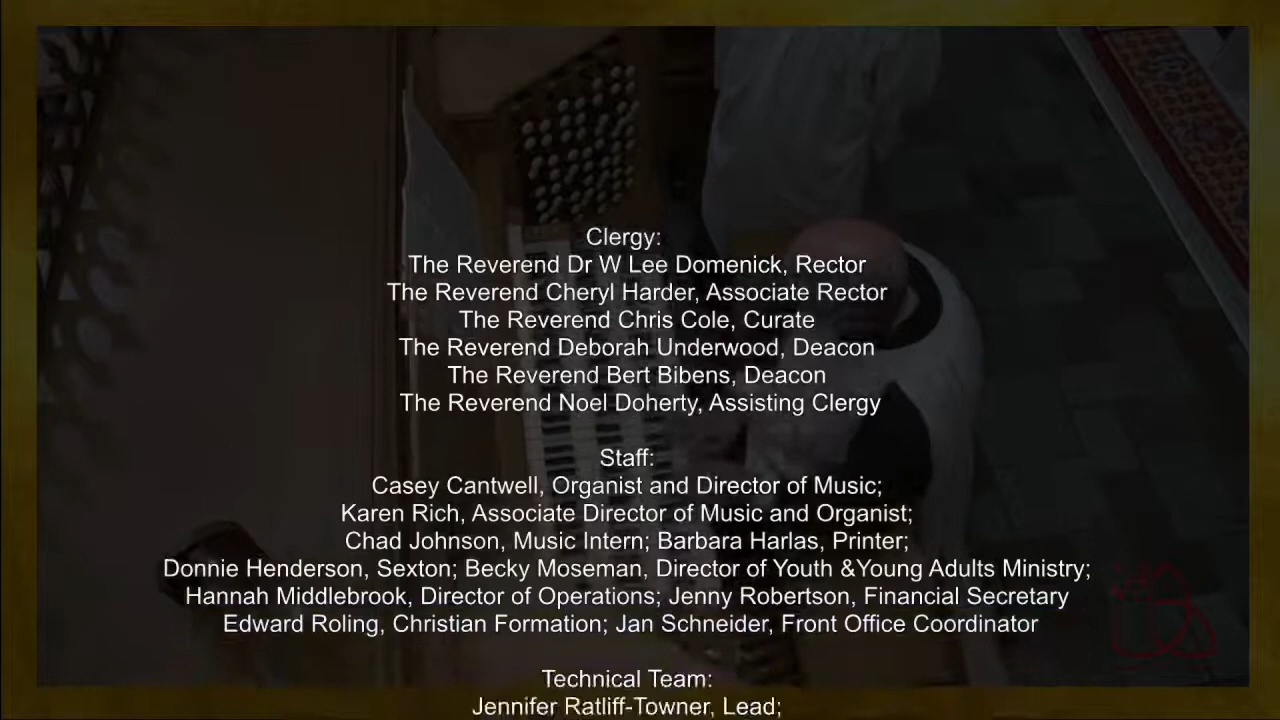 Clergy:
The Reverend Dr W Lee Domenick, Rector
The Reverend Cheryl Harder, Associate Rector
The Reverend Chris Cole, Curate
The Reverend Deborah Underwood, Deacon
The Reverend Bert Bibens, Deacon
The Reverend Noel Doherty, Assisting Clergy
Staff:
Casey Cantwell, Organist and Director of Music;
Karen Rich, Associate Director of Music and Organist;
Chad Johnson, Music Intern; Barbara Harlas, Printer;
Donnie Henderson, Sexton; Becky Moseman, Director of Youth &Young Adults Ministry;
Hannah Middlebrook, Director of Operations; Jenny Robertson, Financial Secretary
Edward Roling, Christian Formation; Jan Schneider, Front Office Coordinator
Technical Team:
Jennifer Ratliff-Towner, Lead;